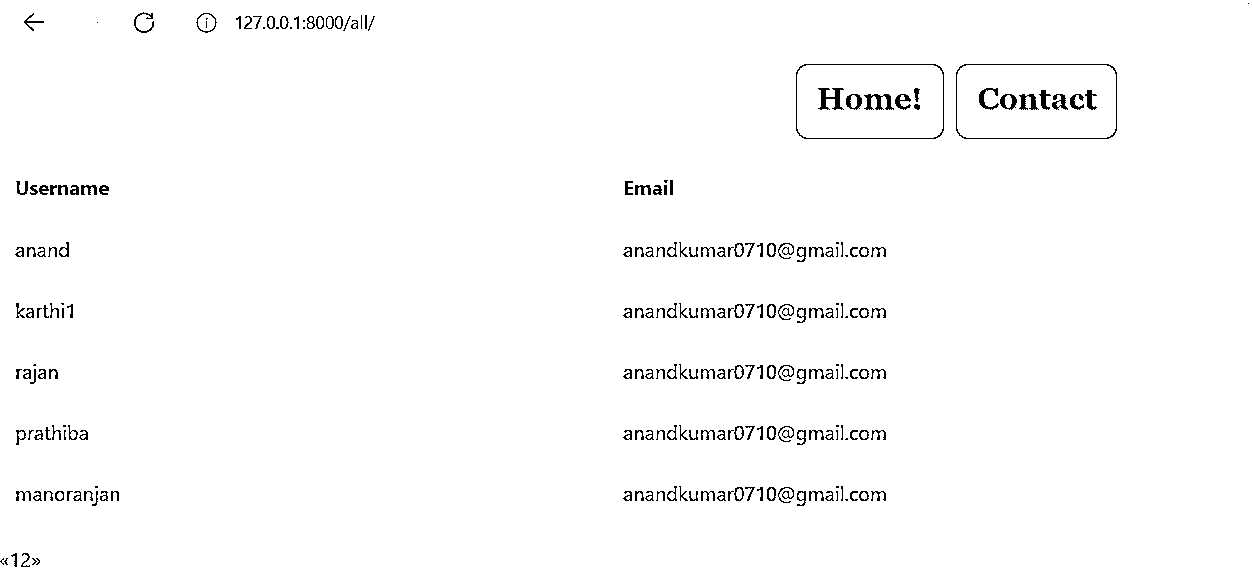 127.0.0.1:8000/all/
Home! Contact
Username Email
anand anandkumar0710@gmail.com
karthi1 anandkumar0710@gmail.com
rajan anandkumar0710@gmail.com
prathiba anandkumar0710@gmail.com
manoranjan anandkumar0710@gmail.com
«12»